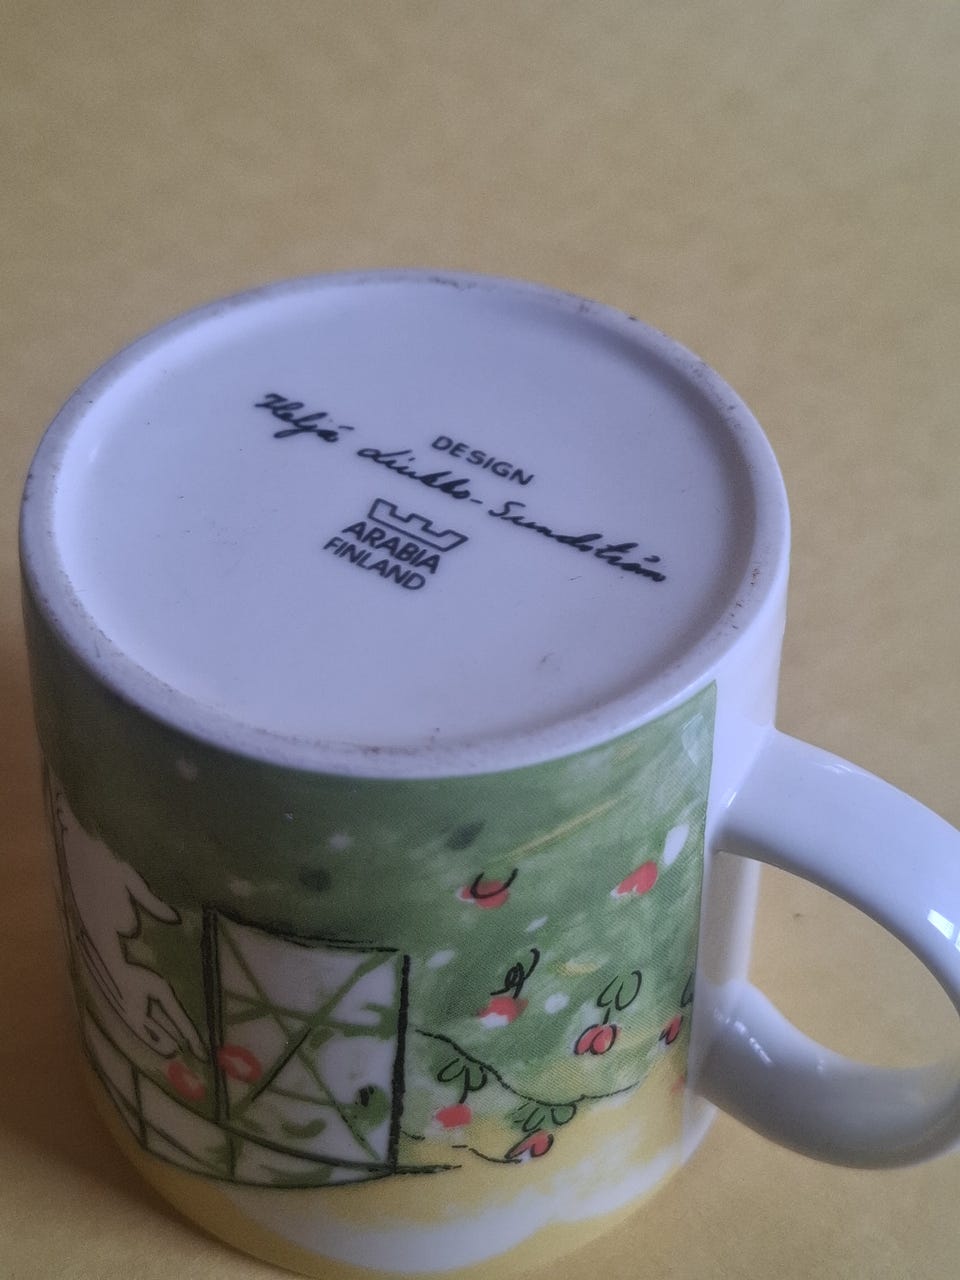 DESIGN
Heljä Liukko-Sundström
ARABIA
FINLAND